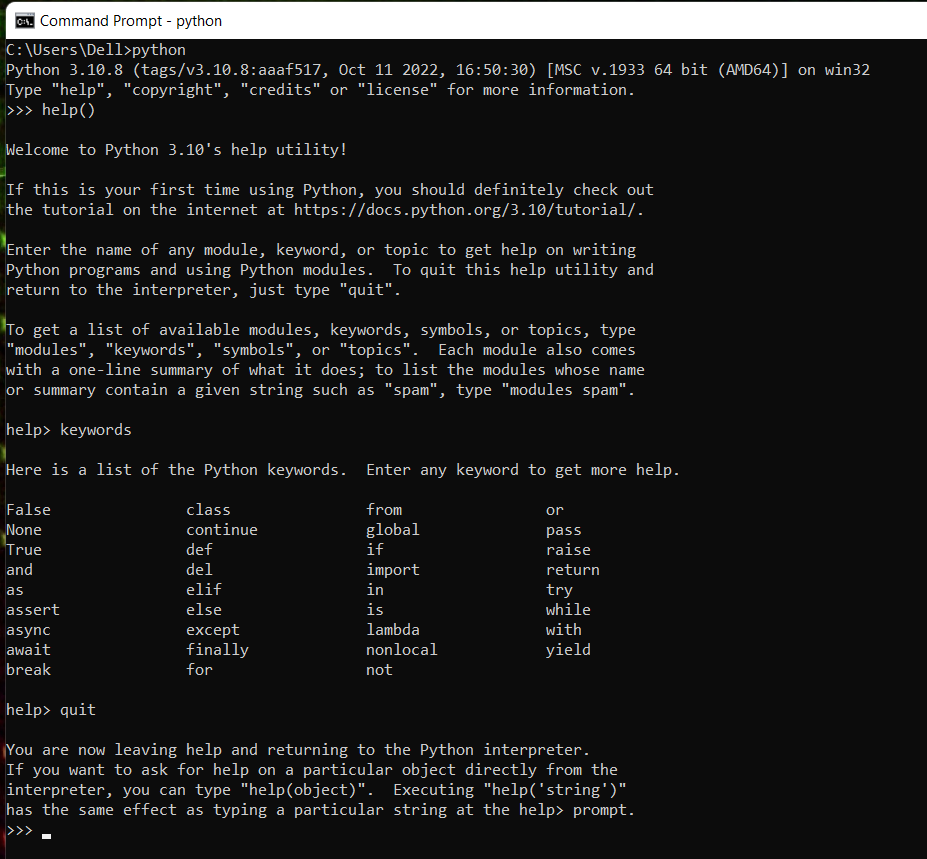 Command Prompt - python
C:\Users\Dell>python
Python 3.10.8 (tags/v3.10.8:aaaf517, Oct 11 2022, 16:50:30) [MSC v.1933 64 bit (AMD64)] on win32
Type "help", "copyright", "credits" or "license" for more information.
>>> help()

Welcome to Python 3.10's help utility!

If this is your first time using Python, you should definitely check out
the tutorial on the internet at https://docs.python.org/3.10/tutorial/.

Enter the name of any module, keyword, or topic to get help on writing
Python programs and using Python modules.  To quit this help utility and
return to the interpreter, just type "quit".

To get a list of available modules, keywords, symbols, or topics, type
"modules", "keywords", "symbols", or "topics".  Each module also comes
with a one-line summary of what it does; to list the modules whose name
or summary contain a given string such as "spam", type "modules spam".

help> keywords

Here is a list of the Python keywords.  Enter any keyword to get more help.

False               class               from                or
None                continue            global              pass
True                def                 if                  raise
and                 del                 import              return
as                  elif                in                  try
assert              else                is                  while
async               except              lambda              with
await               finally             nonlocal            yield
break               for                 not

help> quit

You are now leaving help and returning to the Python interpreter.
If you want to ask for help on a particular object directly from the
interpreter, you can type "help(object)".  Executing "help('string')"
has the same effect as typing a particular string at the help> prompt.
>>>